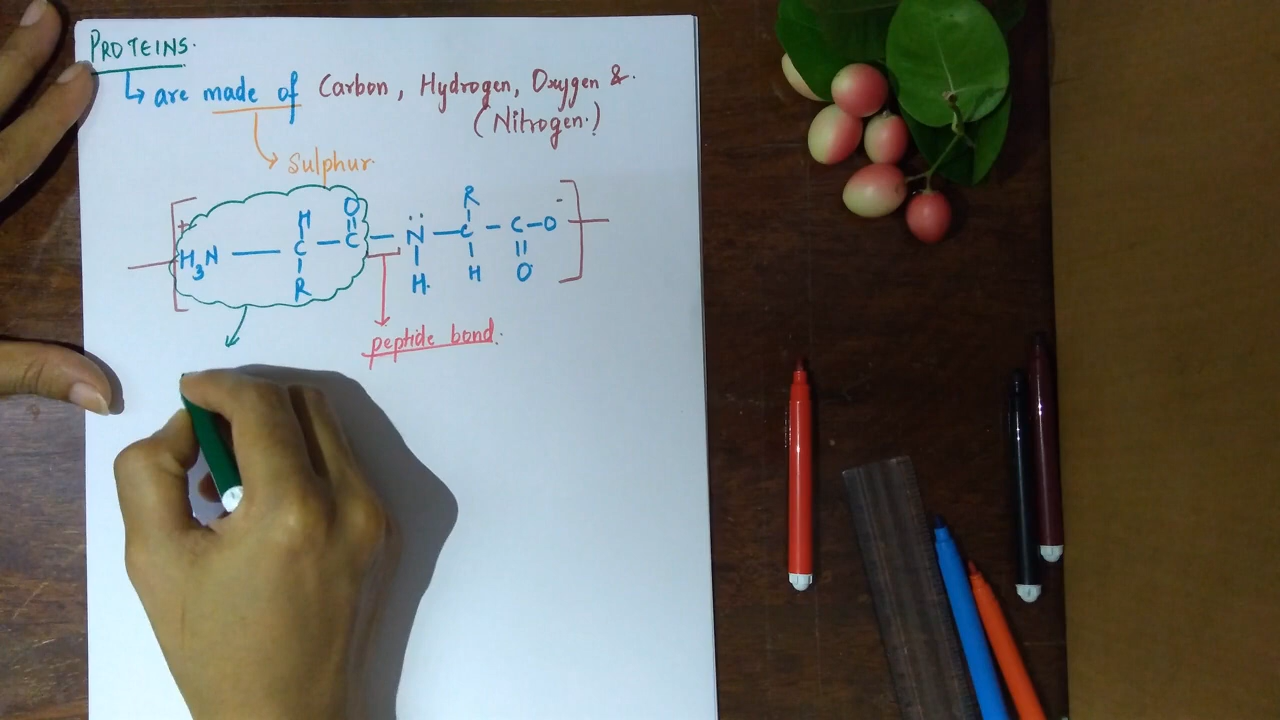 PROTEINS.
are made of Carbon, Hydrogen, Oxygen &.
(Nitrogen.)
Sulphur.
R
H O
+ H₃N — C — C — N̈ — C — C — O⁻
R H. H O
peptide bond.